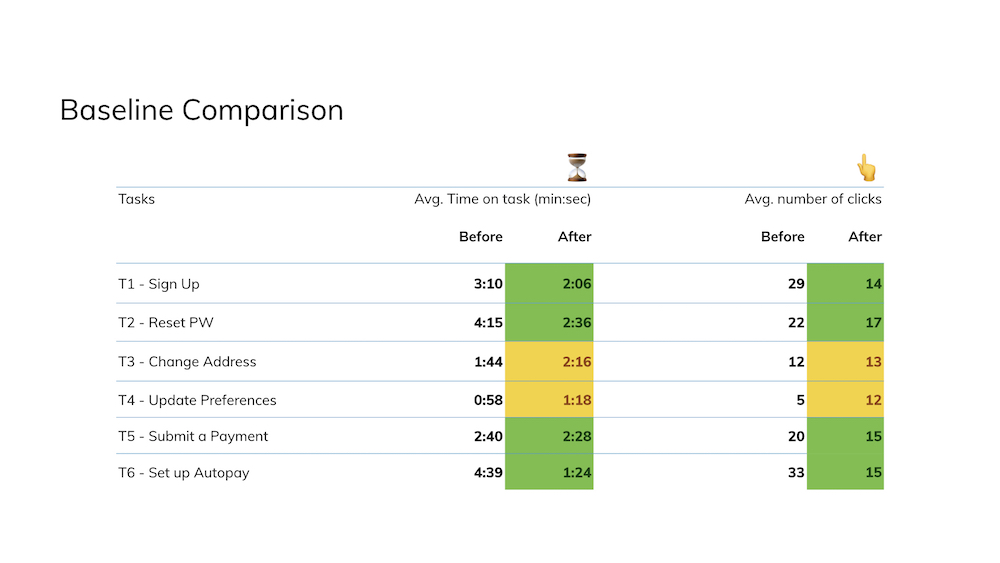 Baseline Comparison
Tasks Avg. Time on task (min:sec) Avg. number of clicks
Before After Before After
T1 - Sign Up 3:10 2:06 29 14
T2 - Reset PW 4:15 2:36 22 17
T3 - Change Address 1:44 2:16 12 13
T4 - Update Preferences 0:58 1:18 5 12
T5 - Submit a Payment 2:40 2:28 20 15
T6 - Set up Autopay 4:39 1:24 33 15